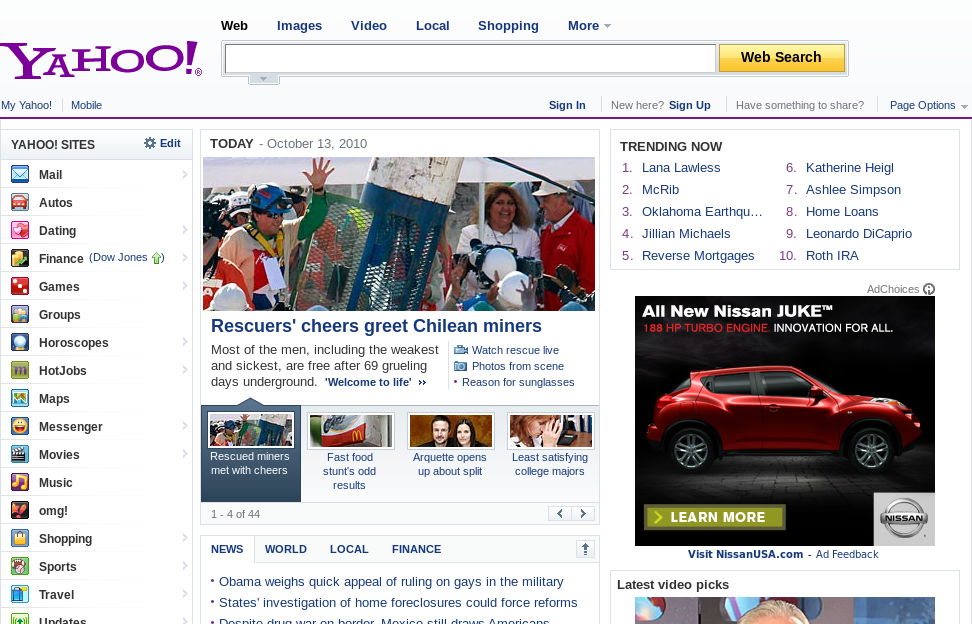 Web Images Video Local Shopping More
YAHOO!®
Web Search
My Yahoo! Mobile
Sign In New here? Sign Up Have something to share? Page Options
YAHOO! SITES Edit
Mail
Autos
Dating
Finance (Dow Jones )
Games
Groups
Horoscopes
HotJobs
Maps
Messenger
Movies
Music
omg!
Shopping
Sports
Travel
Updates
TODAY - October 13, 2010
Rescuers' cheers greet Chilean miners
Most of the men, including the weakest
and sickest, are free after 69 grueling
days underground. 'Welcome to life' ››
Watch rescue live
Photos from scene
• Reason for sunglasses
Rescued miners
met with cheers
Fast food
stunt's odd
results
Arquette opens
up about split
Least satisfying
college majors
1 - 4 of 44
NEWS WORLD LOCAL FINANCE
• Obama weighs quick appeal of ruling on gays in the military
• States' investigation of home foreclosures could force reforms
• Despite drug war on border, Mexico still draws Americans
TRENDING NOW
1. Lana Lawless
2. McRib
3. Oklahoma Earthqu...
4. Jillian Michaels
5. Reverse Mortgages
6. Katherine Heigl
7. Ashlee Simpson
8. Home Loans
9. Leonardo DiCaprio
10. Roth IRA
AdChoices
All New Nissan JUKE™
188 HP TURBO ENGINE. INNOVATION FOR ALL.
LEARN MORE
NISSAN
Visit NissanUSA.com - Ad Feedback
Latest video picks